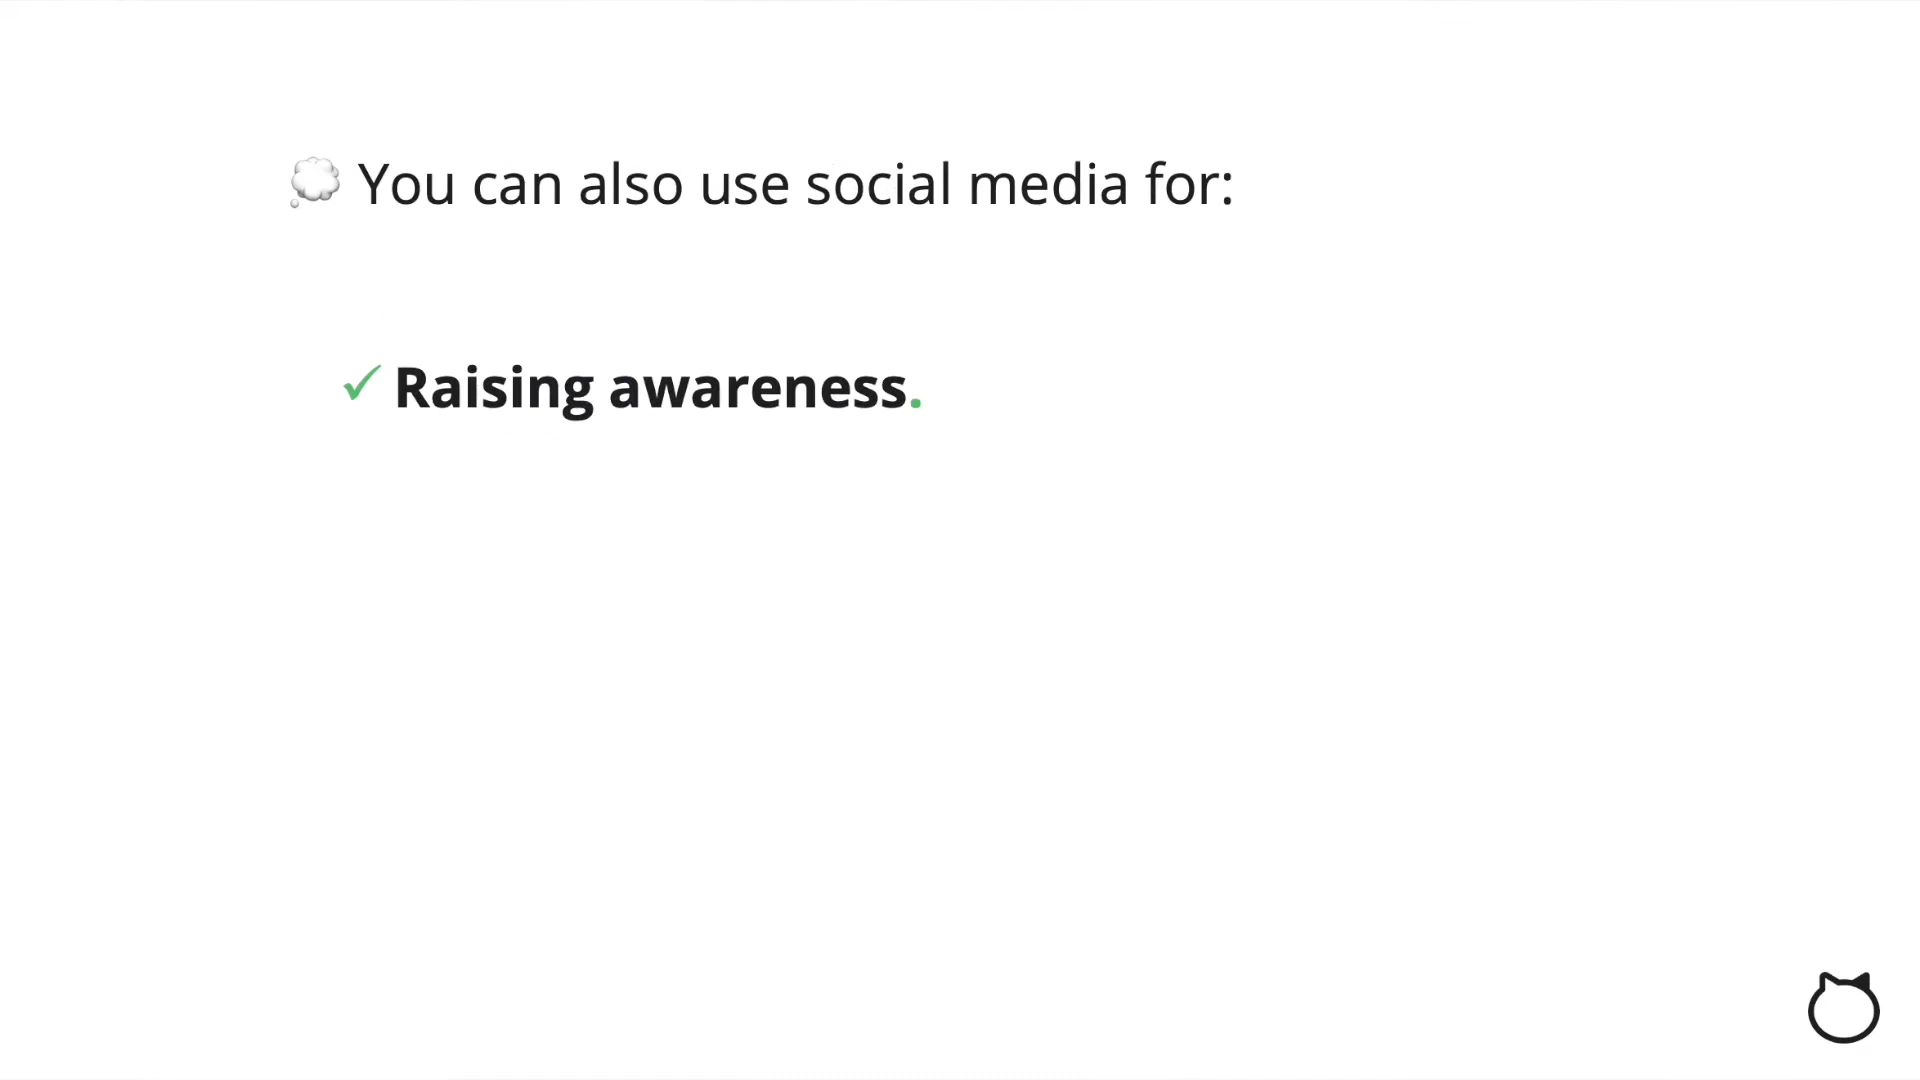 💭 You can also use social media for:
✓ Raising awareness.